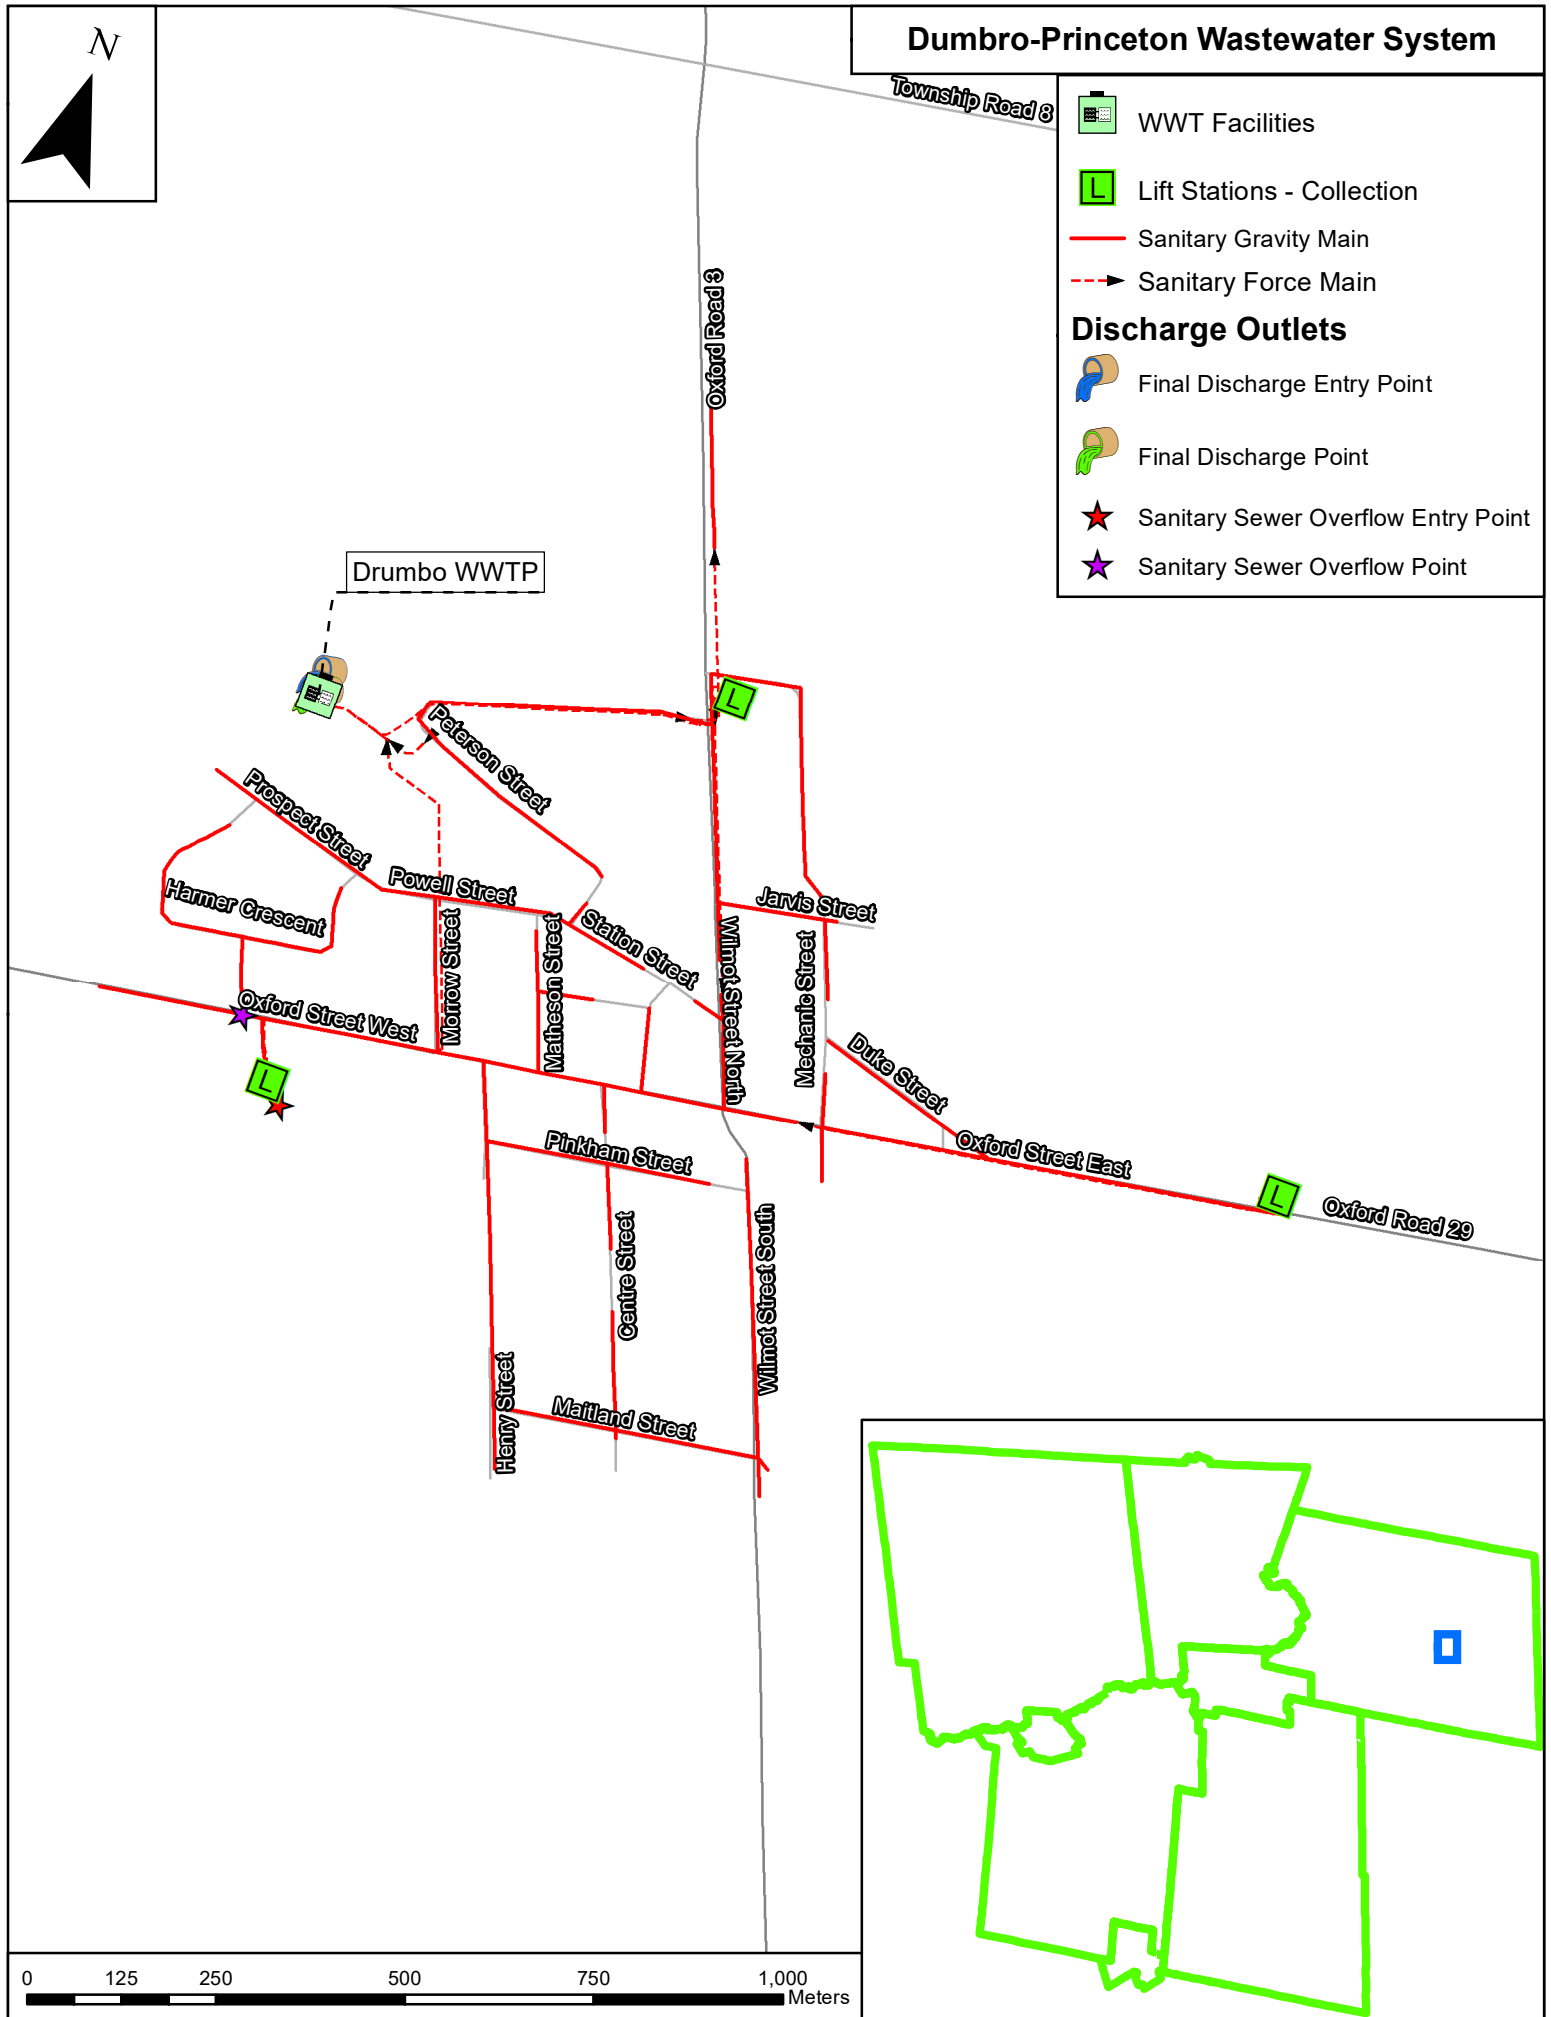 N
Dumbro-Princeton Wastewater System
Township Road 8
WWT Facilities
L
Lift Stations - Collection
Sanitary Gravity Main
Sanitary Force Main
Discharge Outlets
Final Discharge Entry Point
Final Discharge Point
Sanitary Sewer Overflow Entry Point
Sanitary Sewer Overflow Point
Oxford Road 3
Drumbo WWTP
L
Peterson Street
Prospect Street
Powell Street
Harmer Crescent
Jarvis Street
Station Street
Morrow Street
Matheson Street
Wilmot Street North
Mechanic Street
Oxford Street West
Duke Street
L
Pinkham Street
Oxford Street East
L
Oxford Road 29
Centre Street
Wilmot Street South
Henry Street
Maitland Street
0 125 250 500 750 1,000
Meters